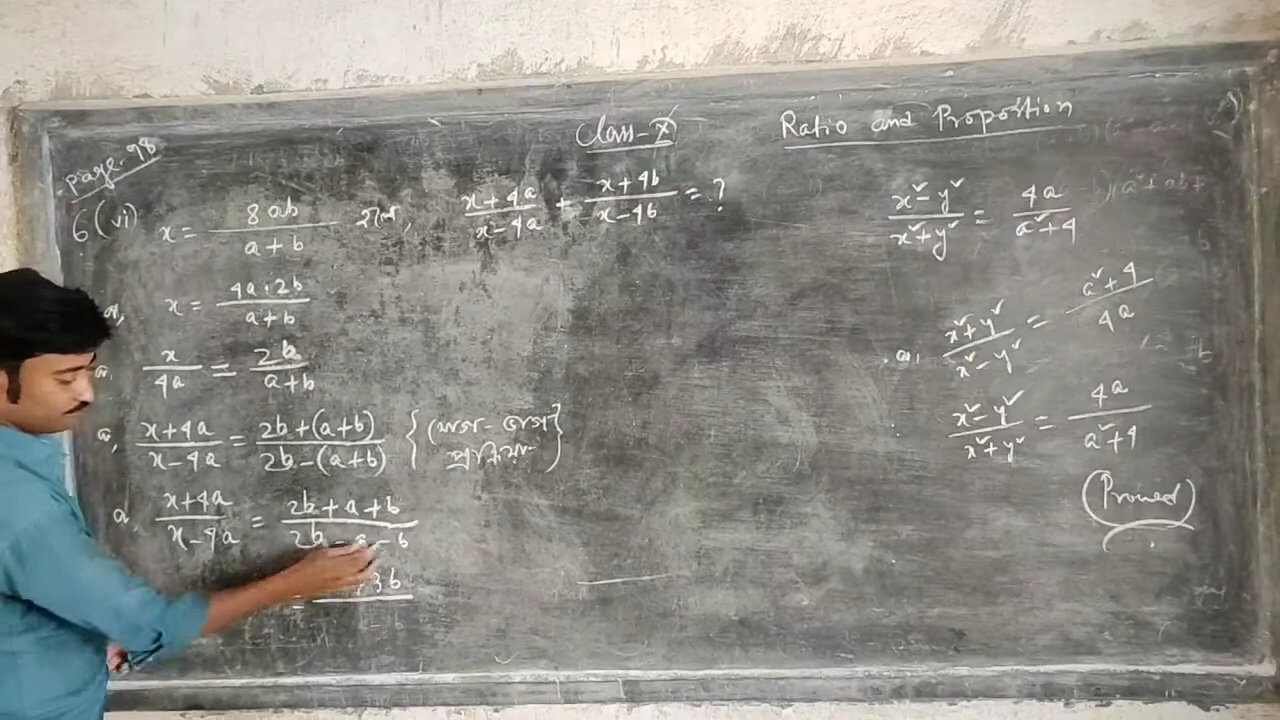 Class-X
Ratio and Proportion
page-98
6(vi) x = 8ab / a+b হলে, x+4a / x-4a + x+4b / x-4b = ?
বা, x = 4a·2b / a+b
বা, x / 4a = 2b / a+b
বা, x+4a / x-4a = 2b+(a+b) / 2b-(a+b) { যোগ-ভাগ
প্রক্রিয়া }
বা, x+4a / x-4a = 2b+a+b / 2b-a-b
= 3b
x²-y² / x²+y² = 4a / a²+4
বা, x²+y² / x²-y² = a²+4 / 4a
∴ x²-y² / x²+y² = 4a / a²+4
(Proved)